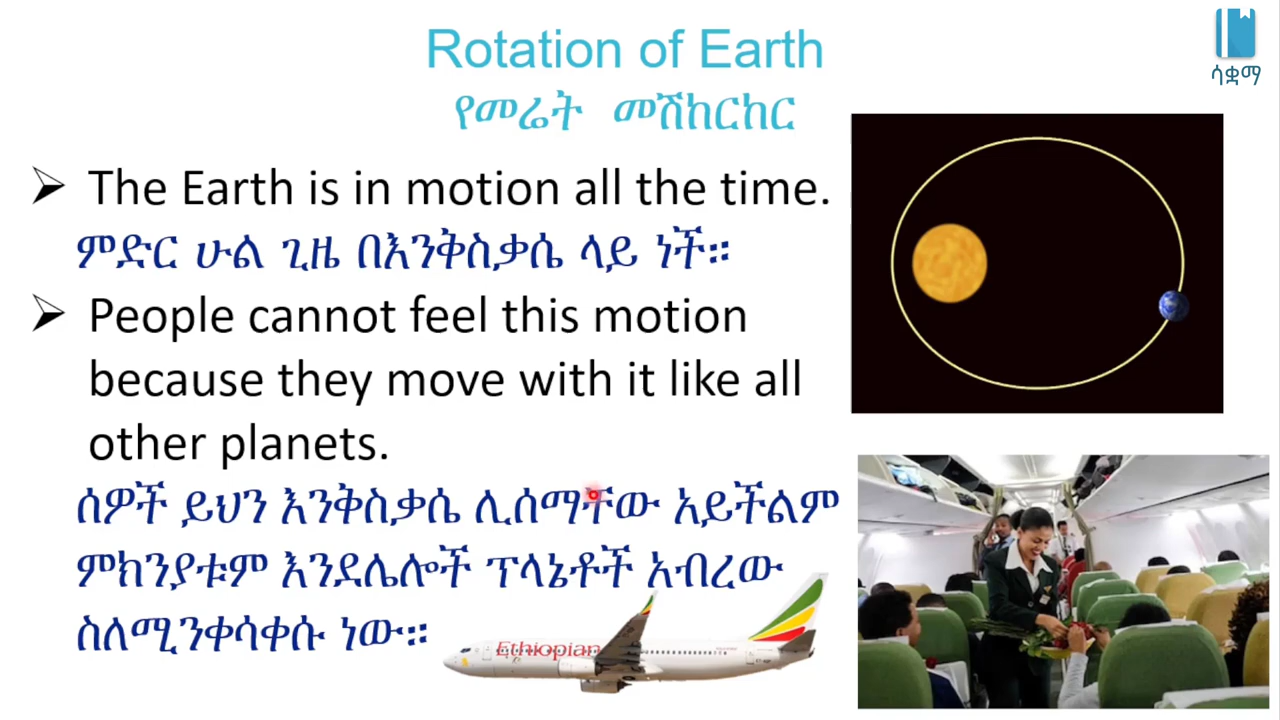 Rotation of Earth
የመሬት መሽከርከር
ሳቋማ
➢ The Earth is in motion all the time.
ምድር ሁል ጊዜ በእንቅስቃሴ ላይ ነች።
➢ People cannot feel this motion
because they move with it like all
other planets.
ሰዎች ይህን እንቅስቃሴ ሊሰማቸው አይችልም
ምክንያቱም እንደሌሎች ፕላኔቶች አብረው
ስለሚንቀሳቀሱ ነው።
Ethiopian